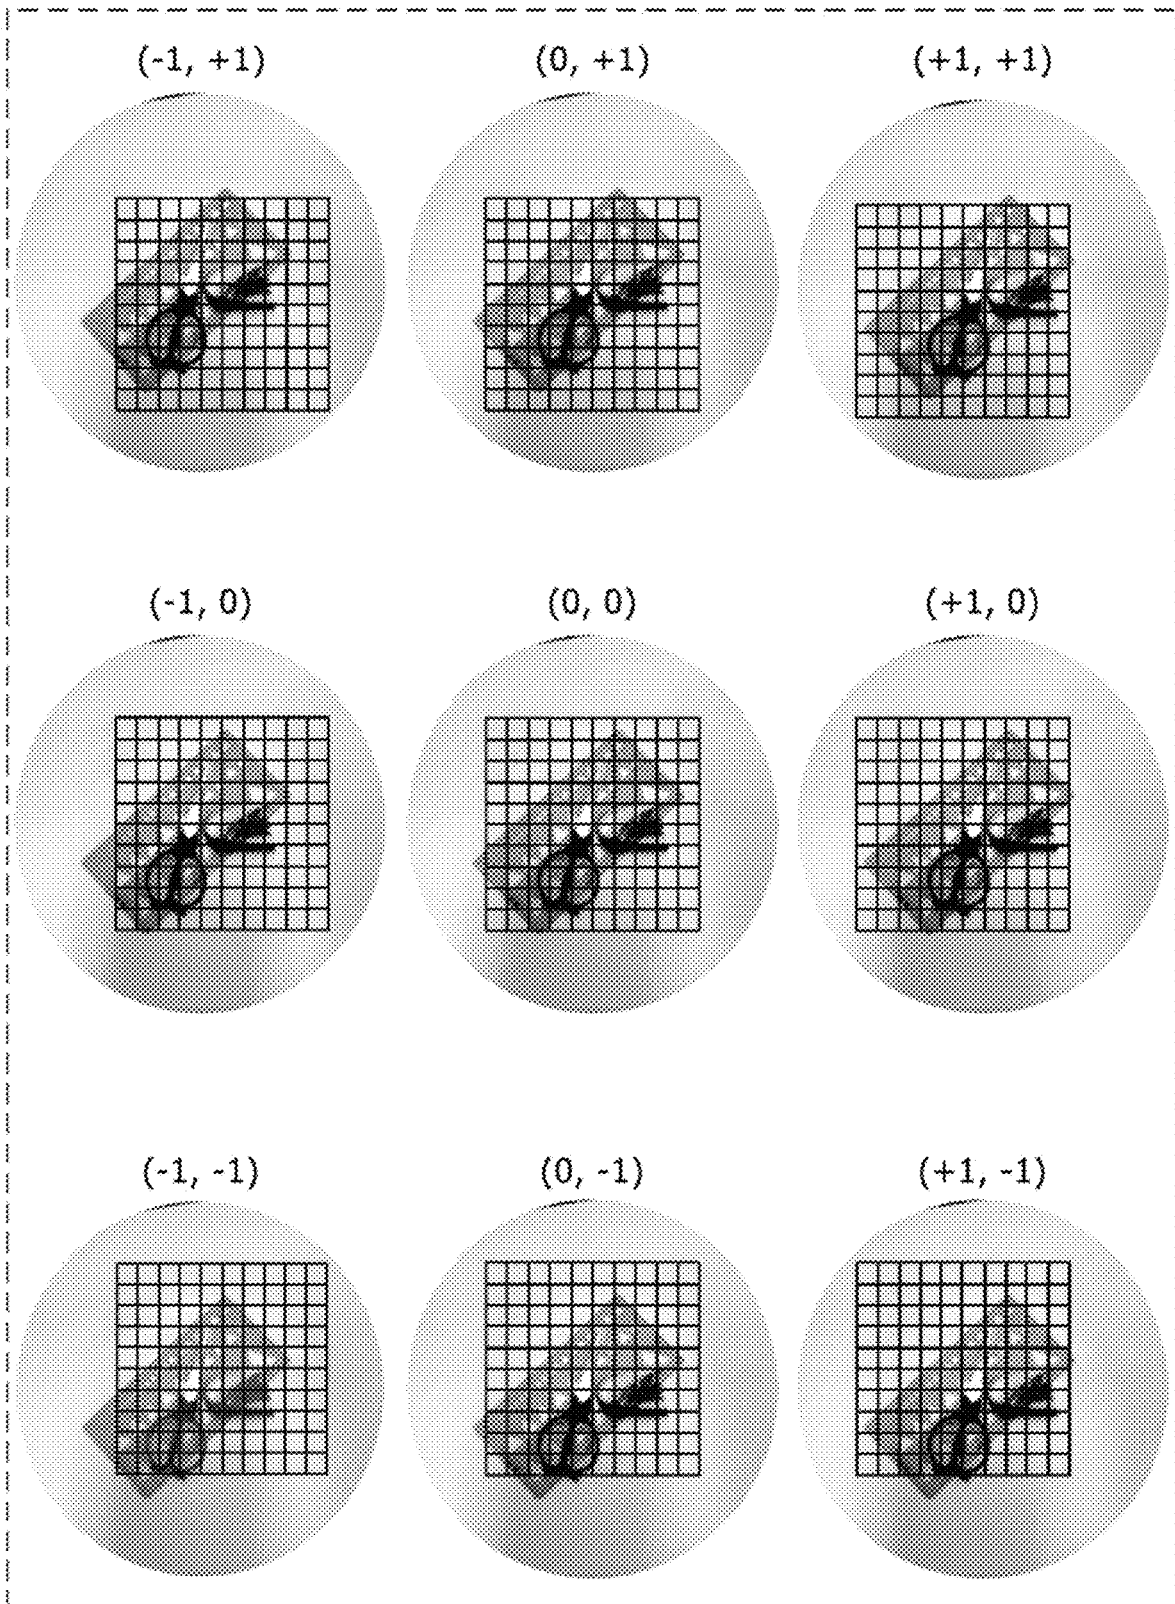 (-1, +1) (0, +1) (+1, +1)
(-1, 0) (0, 0) (+1, 0)
(-1, -1) (0, -1) (+1, -1)